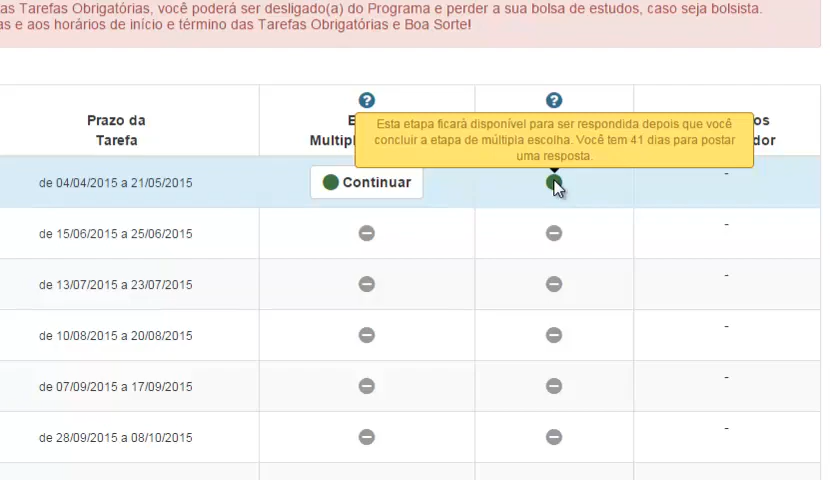 as Tarefas Obrigatórias, você poderá ser desligado(a) do Programa e perder a sua bolsa de estudos, caso seja bolsista.
as e aos horários de início e término das Tarefas Obrigatórias e Boa Sorte!
?
?
Prazo da
Tarefa
E
Multipl
os
dor
Esta etapa ficará disponível para ser respondida depois que você
concluir a etapa de múltipla escolha. Você tem 41 dias para postar
uma resposta.
de 04/04/2015 a 21/05/2015
Continuar
-
de 15/06/2015 a 25/06/2015
-
de 13/07/2015 a 23/07/2015
-
de 10/08/2015 a 20/08/2015
-
de 07/09/2015 a 17/09/2015
-
de 28/09/2015 a 08/10/2015
-